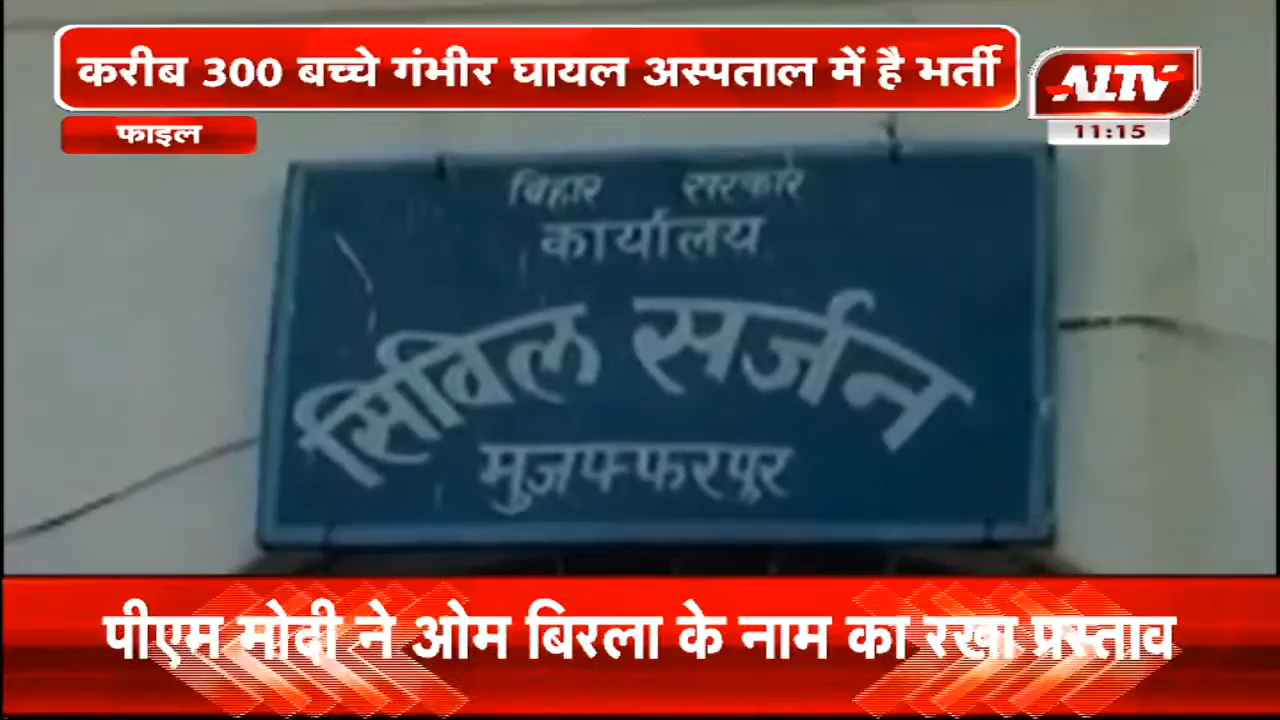 करीब 300 बच्चे गंभीर घायल अस्पताल में है भर्ती
ALTV
फाइल
11:15
बिहार सरकार
कार्यालय
सिविल सर्जन
मुजफ्फरपुर
पीएम मोदी ने ओम बिरला के नाम का रखा प्रस्ताव